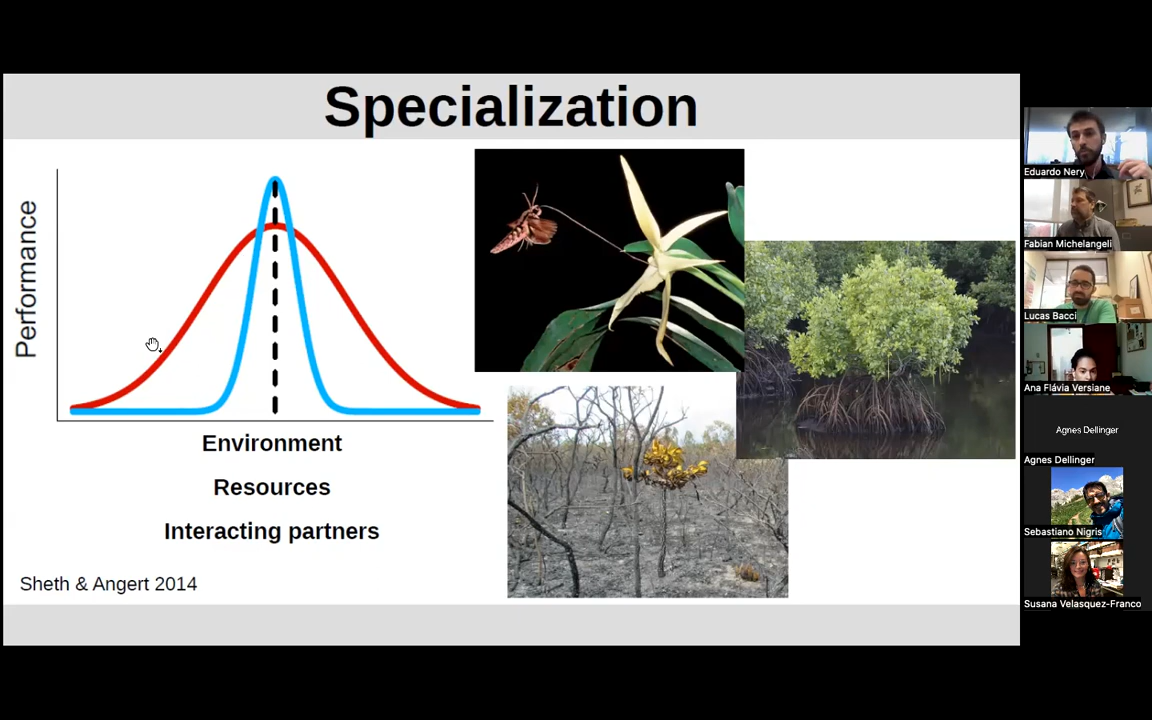 Specialization
Performance
Environment
Resources
Interacting partners
Sheth & Angert 2014
Eduardo Nery
Fabian Michelangeli
Lucas Bacci
Ana Flávia Versiane
Agnes Dellinger
Agnes Dellinger
Sebastiano Nigris
Susana Velasquez-Franco